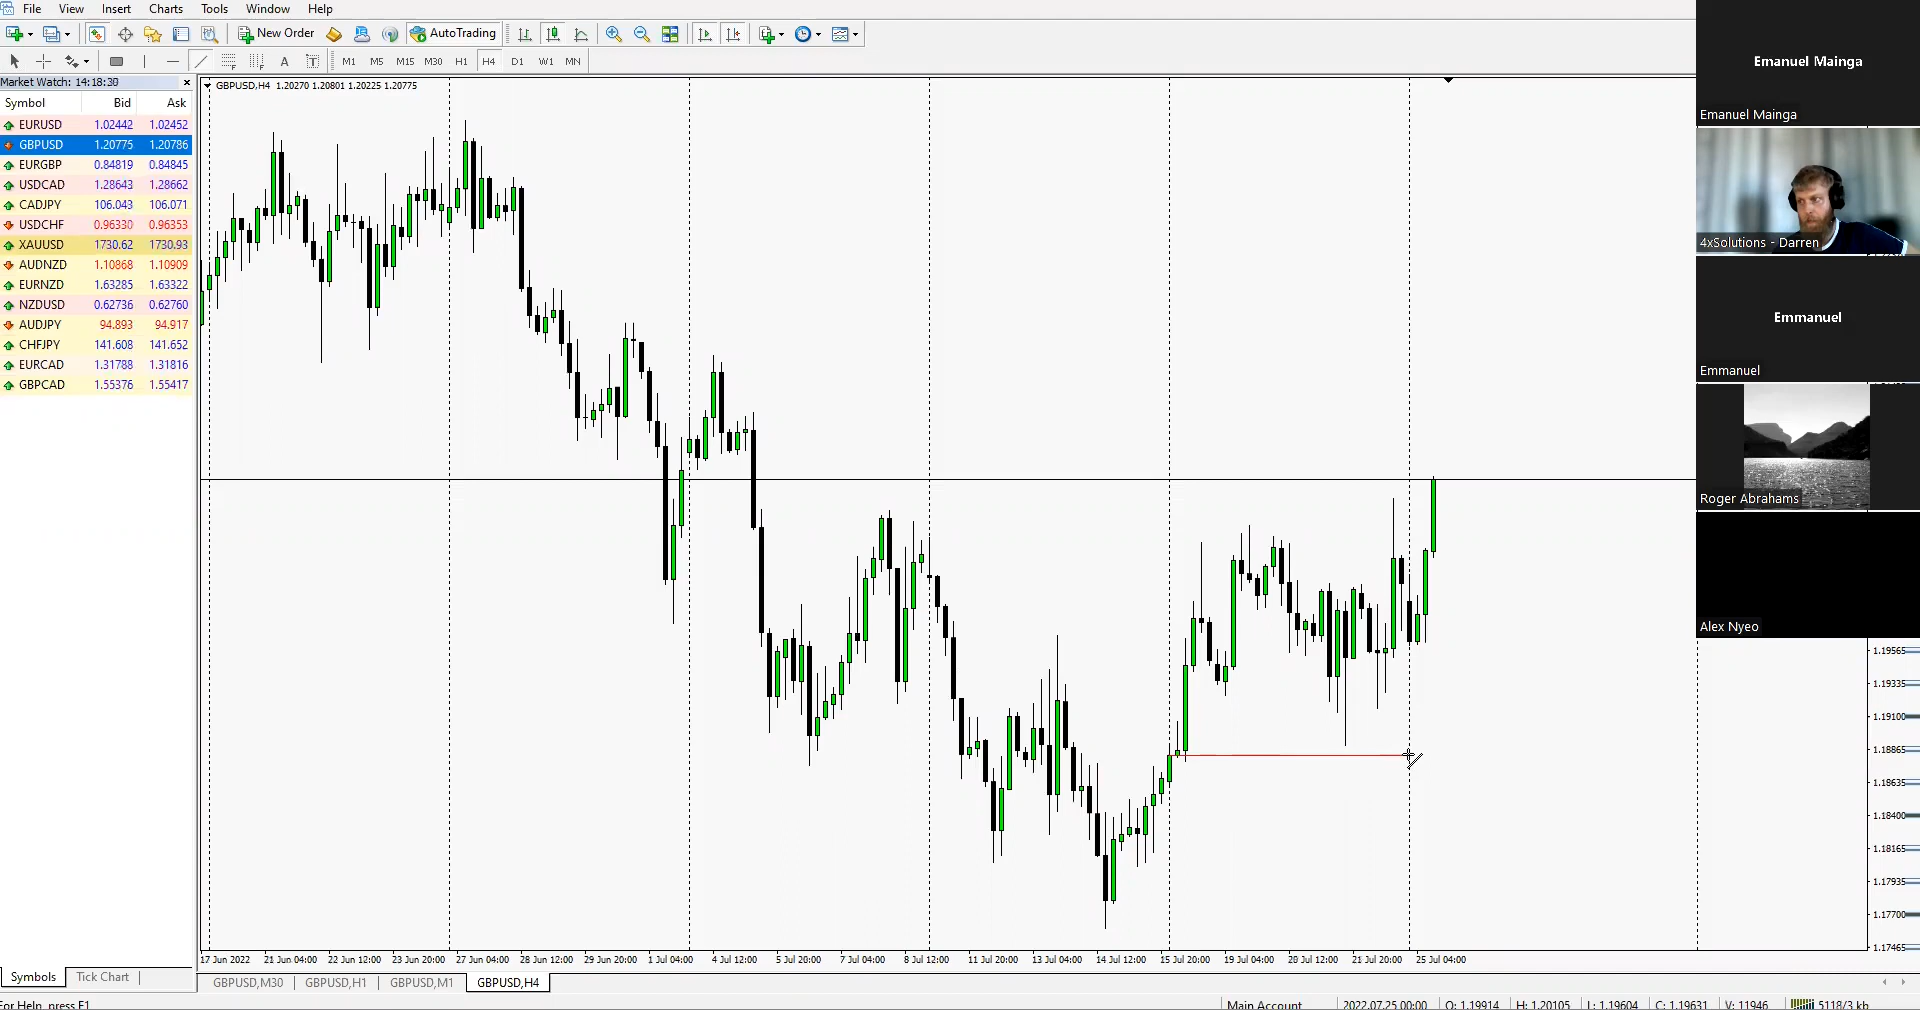 File View Insert Charts Tools Window Help
New Order AutoTrading
M1 M5 M15 M30 H1 H4 D1 W1 MN
Market Watch: 14:18:30
Symbol Bid Ask
EURUSD 1.02442 1.02452
GBPUSD 1.20775 1.20786
EURGBP 0.84819 0.84845
USDCAD 1.28643 1.28662
CADJPY 106.043 106.071
USDCHF 0.96330 0.96353
XAUUSD 1730.62 1730.93
AUDNZD 1.10868 1.10909
EURNZD 1.63285 1.63322
NZDUSD 0.62736 0.62760
AUDJPY 94.893 94.917
CHFJPY 141.608 141.652
EURCAD 1.31788 1.31816
GBPCAD 1.55376 1.55417
Symbols Tick Chart
GBPUSD,H4 1.20270 1.20801 1.20225 1.20775
Emanuel Mainga
Emanuel Mainga
4xSolutions - Darren
Emmanuel
Emmanuel
Roger Abrahams
Alex Nyeo
1.19565
1.19335
1.19100
1.18865
1.18635
1.18400
1.18165
1.17935
1.17700
1.17465
17 Jun 2022 21 Jun 04:00 22 Jun 12:00 23 Jun 20:00 27 Jun 04:00 28 Jun 12:00 29 Jun 20:00 1 Jul 04:00 4 Jul 12:00 5 Jul 20:00 7 Jul 04:00 8 Jul 12:00 11 Jul 20:00 13 Jul 04:00 14 Jul 12:00 15 Jul 20:00 19 Jul 04:00 20 Jul 12:00 21 Jul 20:00 25 Jul 04:00
GBPUSD,M30 GBPUSD,H1 GBPUSD,M1 GBPUSD,H4
For Help, press F1 Main Account 2022.07.25 00:00 O: 1.19914 H: 1.20105 L: 1.19604 C: 1.19631 V: 11946 5118/3 kb